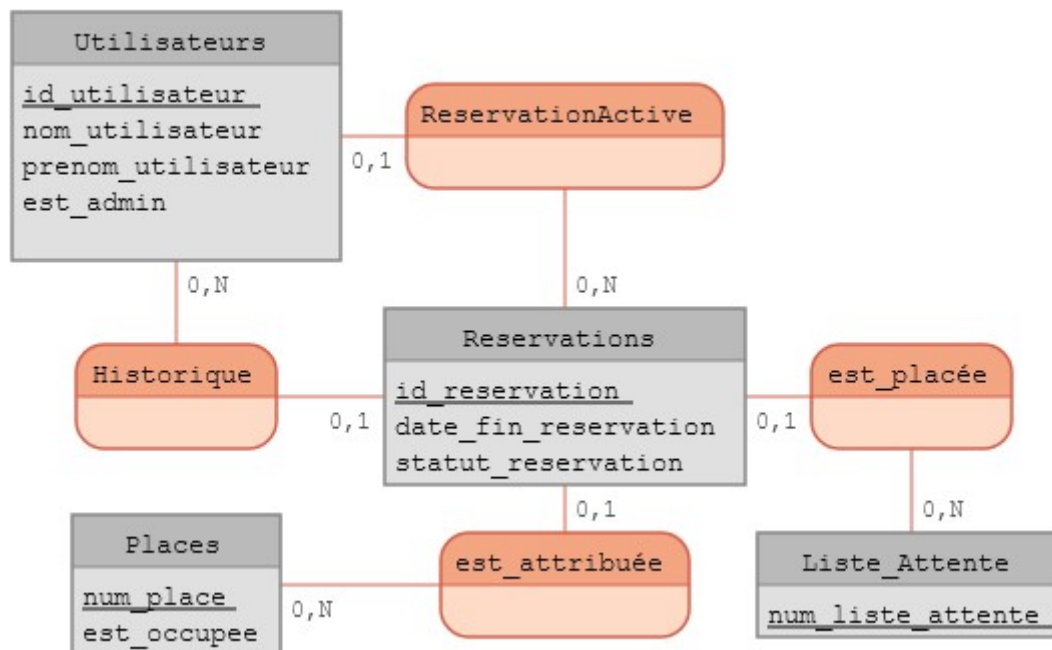 Utilisateurs
id_utilisateur
nom_utilisateur
prenom_utilisateur
est_admin
ReservationActive
0,1
0,N
0,N
Historique
0,1
Reservations
id_reservation
date_fin_reservation
statut_reservation
est_placée
0,1
0,N
0,1
Places
num_place
est_occupee
0,N
est_attribuée
Liste_Attente
num_liste_attente